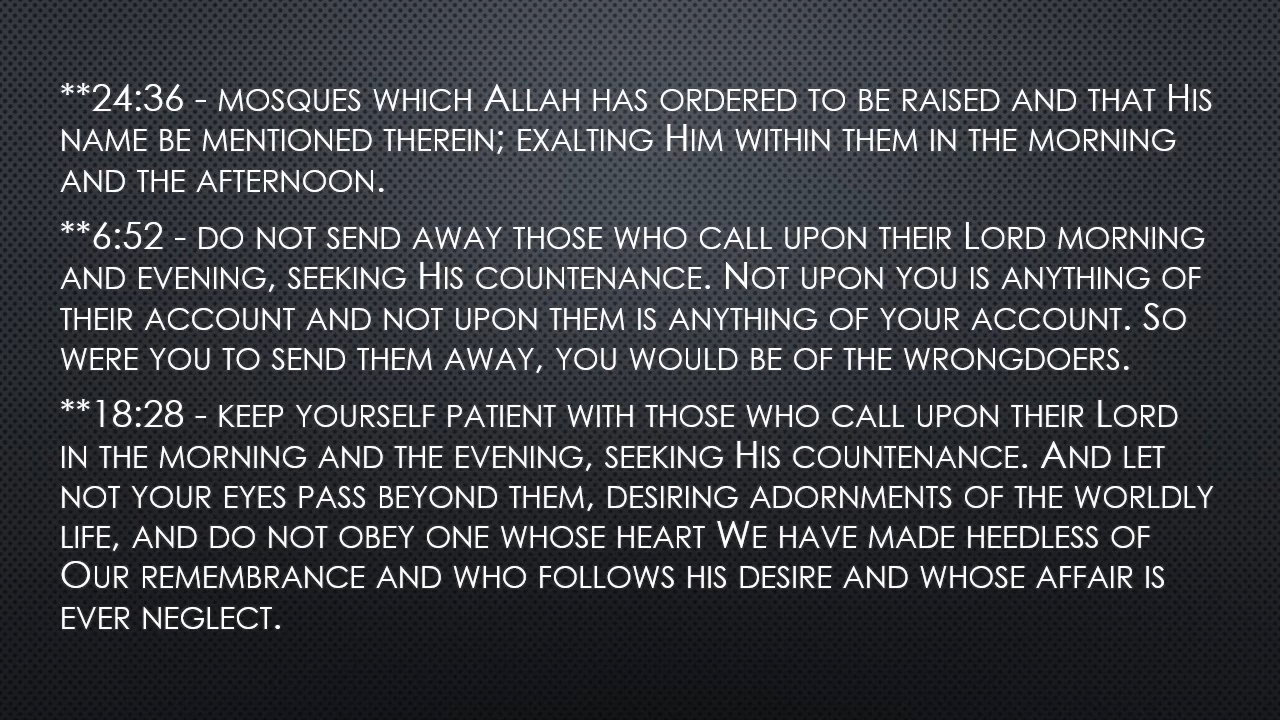 **24:36 - mosques which Allah has ordered to be raised and that His
name be mentioned therein; exalting Him within them in the morning
and the afternoon.
**6:52 - do not send away those who call upon their Lord morning
and evening, seeking His countenance. Not upon you is anything of
their account and not upon them is anything of your account. So
were you to send them away, you would be of the wrongdoers.
**18:28 - keep yourself patient with those who call upon their Lord
in the morning and the evening, seeking His countenance. And let
not your eyes pass beyond them, desiring adornments of the worldly
life, and do not obey one whose heart We have made heedless of
Our remembrance and who follows his desire and whose affair is
ever neglect.